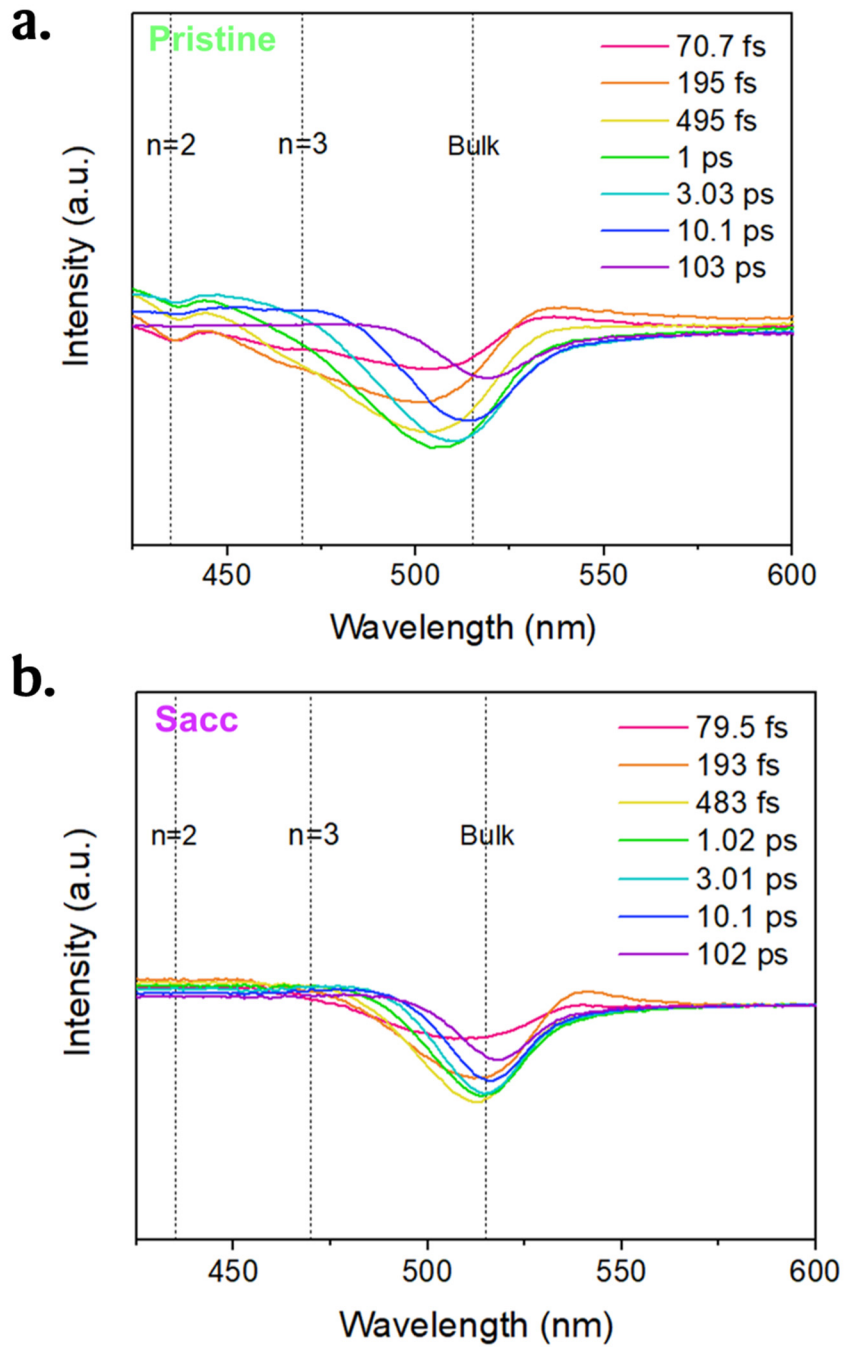 a.
Pristine
70.7 fs
195 fs
495 fs
1 ps
3.03 ps
10.1 ps
103 ps
n=2
n=3
Bulk
Intensity (a.u.)
450
500
550
600
Wavelength (nm)
b.
Sacc
79.5 fs
193 fs
483 fs
1.02 ps
3.01 ps
10.1 ps
102 ps
n=2
n=3
Bulk
Intensity (a.u.)
450
500
550
600
Wavelength (nm)